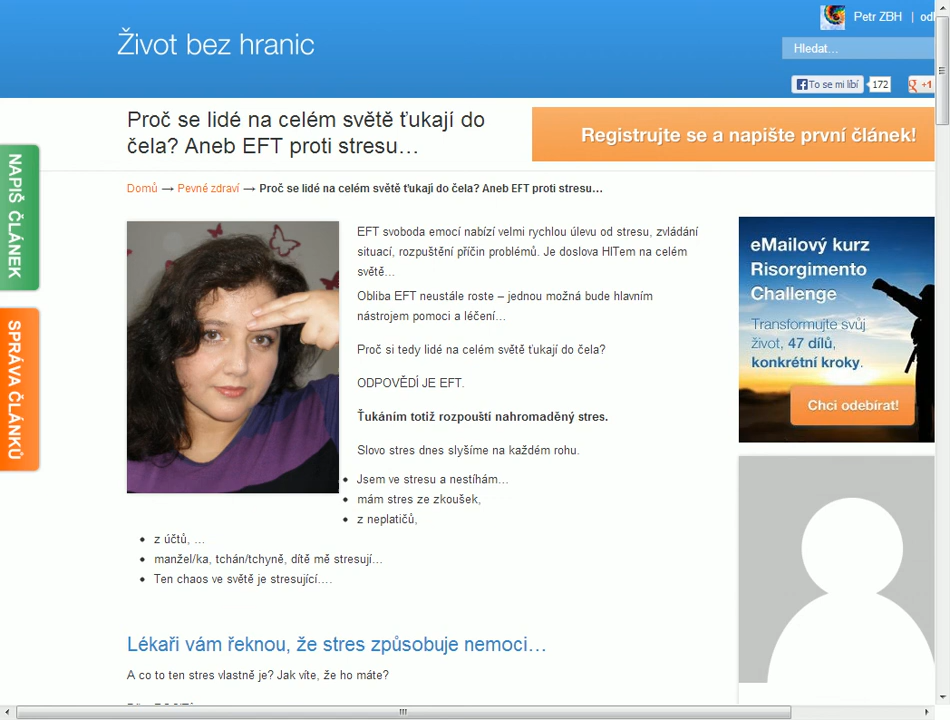 Petr ZBH | odl
Život bez hranic
Hledat...
To se mi líbí 172 +1
Proč se lidé na celém světě ťukají do
čela? Aneb EFT proti stresu…
Registrujte se a napište první článek!
NAPIŠ ČLÁNEK
SPRÁVA ČLÁNKŮ
Domů → Pevné zdraví → Proč se lidé na celém světě ťukají do čela? Aneb EFT proti stresu…
EFT svoboda emocí nabízí velmi rychlou úlevu od stresu, zvládání
situací, rozpuštění příčin problémů. Je doslova HITem na celém
světě…
Obliba EFT neustále roste – jednou možná bude hlavním
nástrojem pomoci a léčení…
Proč si tedy lidé na celém světě ťukají do čela?
ODPOVĚDÍ JE EFT.
Ťukáním totiž rozpouští nahromaděný stres.
Slovo stres dnes slyšíme na každém rohu.
• Jsem ve stresu a nestíhám…
• mám stres ze zkoušek,
• z neplatičů,
• z účtů, …
• manžel/ka, tchán/tchyně, dítě mě stresují…
• Ten chaos ve světě je stresující….
Lékaři vám řeknou, že stres způsobuje nemoci…
A co to ten stres vlastně je? Jak víte, že ho máte?
eMailový kurz
Risorgimento
Challenge
Transformujte svůj
život, 47 dílů,
konkrétní kroky.
Chci odebírat!